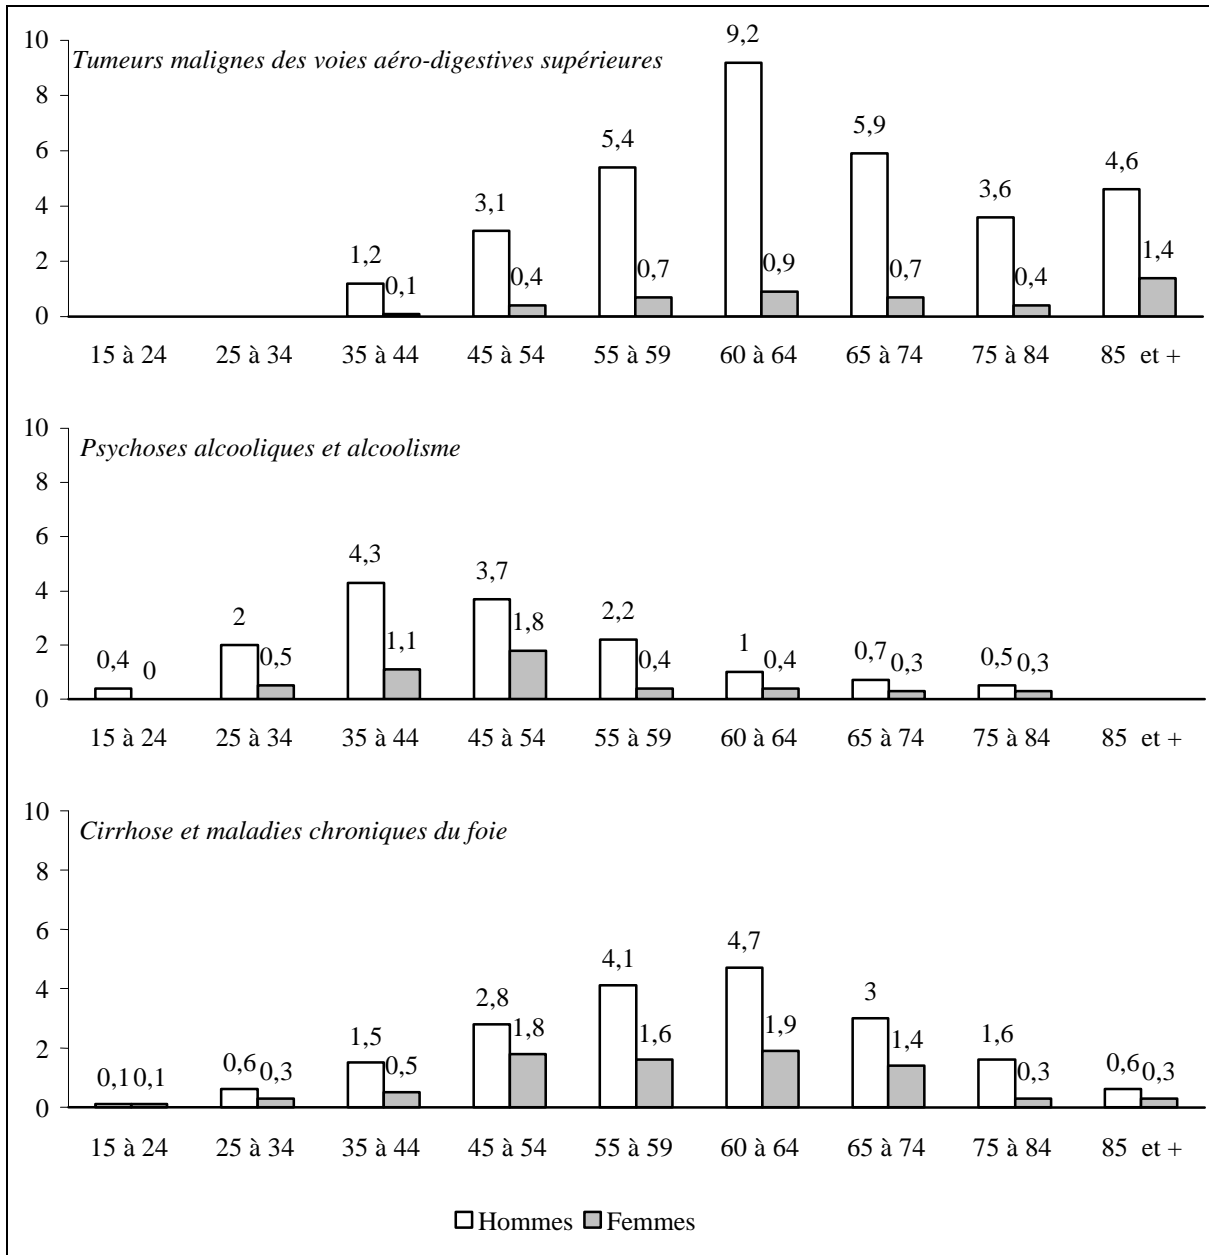 Tumeurs malignes des voies aéro-digestives supérieures
10
8
6
4
2
0
1,2 0,1 3,1 0,4 5,4 0,7 9,2 0,9 5,9 0,7 3,6 0,4 4,6 1,4
15 à 24 25 à 34 35 à 44 45 à 54 55 à 59 60 à 64 65 à 74 75 à 84 85 et +
Psychoses alcooliques et alcoolisme
10
8
6
4
2
0
0,4 0 2 0,5 4,3 1,1 3,7 1,8 2,2 0,4 1 0,4 0,7 0,3 0,5 0,3
15 à 24 25 à 34 35 à 44 45 à 54 55 à 59 60 à 64 65 à 74 75 à 84 85 et +
Cirrhose et maladies chroniques du foie
10
8
6
4
2
0
0,1 0,1 0,6 0,3 1,5 0,5 2,8 1,8 4,1 1,6 4,7 1,9 3 1,4 1,6 0,3 0,6 0,3
15 à 24 25 à 34 35 à 44 45 à 54 55 à 59 60 à 64 65 à 74 75 à 84 85 et +
Hommes Femmes